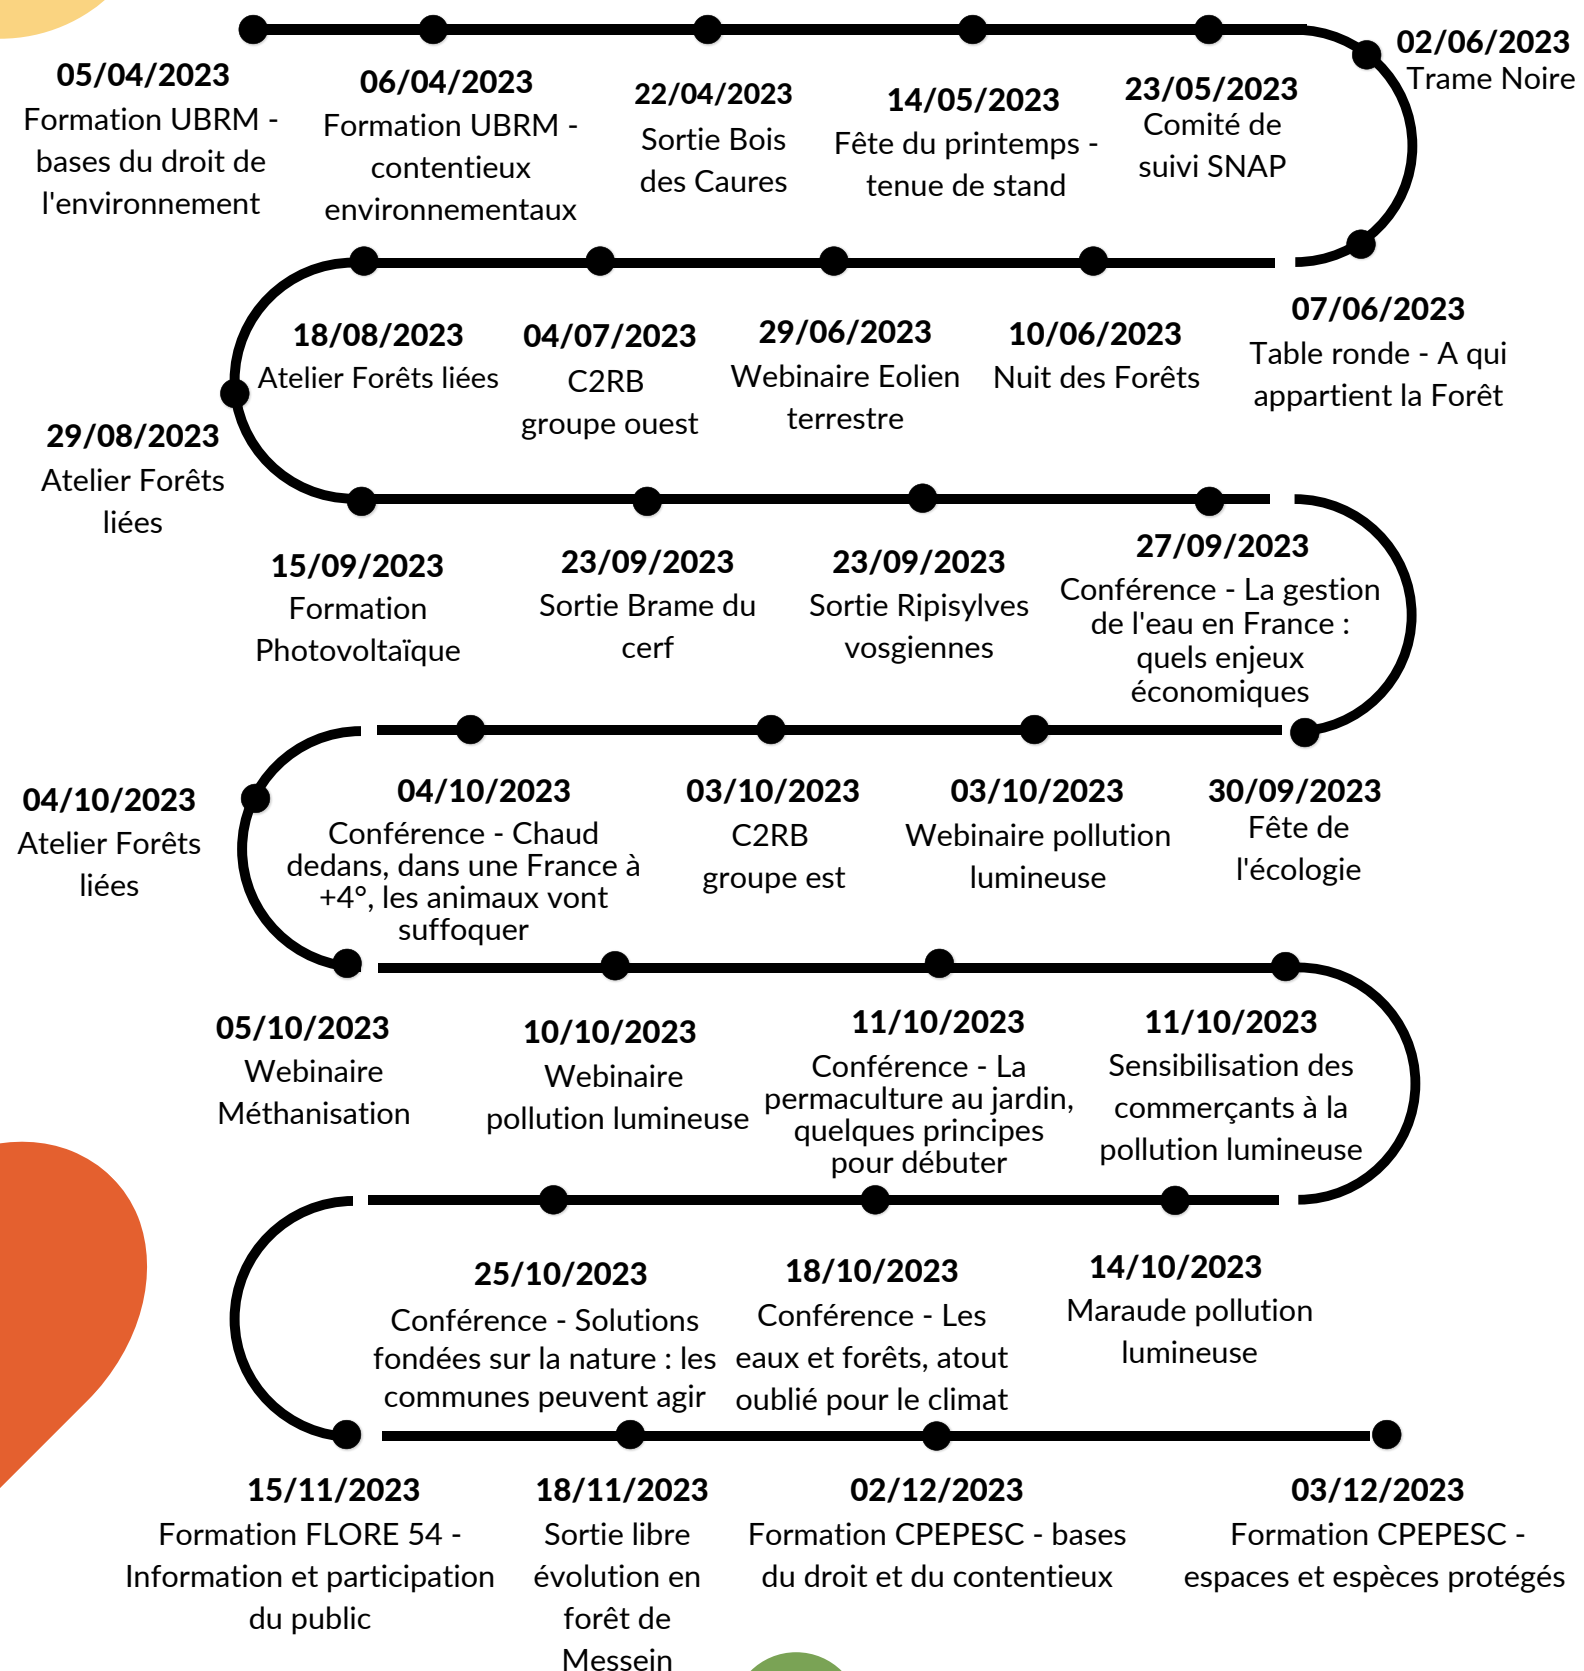 05/04/2023
Formation UBRM -
bases du droit de
l'environnement
06/04/2023
Formation UBRM -
contentieux
environnementaux
22/04/2023
Sortie Bois
des Caures
14/05/2023
Fête du printemps -
tenue de stand
23/05/2023
Comité de
suivi SNAP
02/06/2023
Trame Noire
07/06/2023
Table ronde - A qui
appartient la Forêt
10/06/2023
Nuit des Forêts
29/06/2023
Webinaire Eolien
terrestre
04/07/2023
C2RB
groupe ouest
18/08/2023
Atelier Forêts liées
29/08/2023
Atelier Forêts
liées
15/09/2023
Formation
Photovoltaïque
23/09/2023
Sortie Brame du
cerf
23/09/2023
Sortie Ripisylves
vosgiennes
27/09/2023
Conférence - La gestion
de l'eau en France :
quels enjeux
économiques
30/09/2023
Fête de
l'écologie
03/10/2023
Webinaire pollution
lumineuse
03/10/2023
C2RB
groupe est
04/10/2023
Conférence - Chaud
dedans, dans une France à
+4°, les animaux vont
suffoquer
04/10/2023
Atelier Forêts
liées
05/10/2023
Webinaire
Méthanisation
10/10/2023
Webinaire
pollution lumineuse
11/10/2023
Conférence - La
permaculture au jardin,
quelques principes
pour débuter
11/10/2023
Sensibilisation des
commerçants à la
pollution lumineuse
14/10/2023
Maraude pollution
lumineuse
18/10/2023
Conférence - Les
eaux et forêts, atout
oublié pour le climat
25/10/2023
Conférence - Solutions
fondées sur la nature : les
communes peuvent agir
15/11/2023
Formation FLORE 54 -
Information et participation
du public
18/11/2023
Sortie libre
évolution en
forêt de
Messein
02/12/2023
Formation CPEPESC - bases
du droit et du contentieux
03/12/2023
Formation CPEPESC -
espaces et espèces protégés